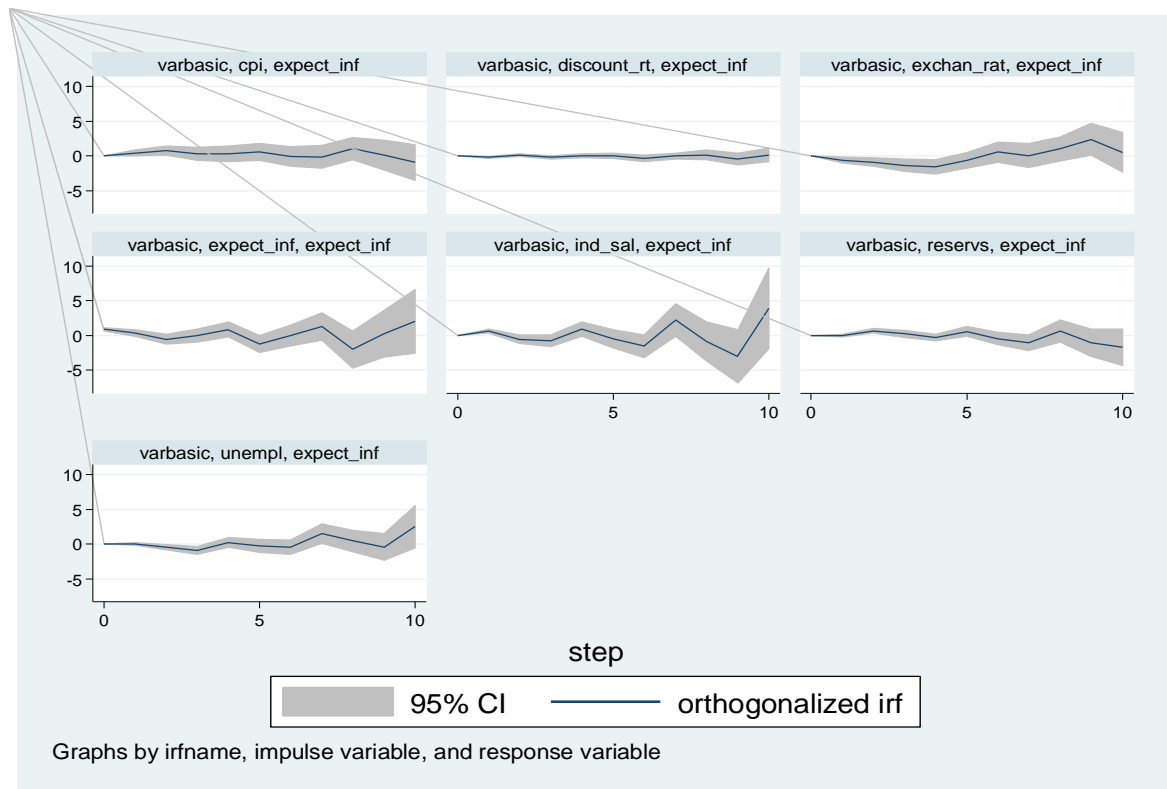 varbasic, cpi, expect_inf
varbasic, discount_rt, expect_inf
varbasic, exchan_rat, expect_inf
10
5
0
-5
varbasic, expect_inf, expect_inf
varbasic, ind_sal, expect_inf
varbasic, reservs, expect_inf
10
5
0
-5
0 5 10
0 5 10
varbasic, unempl, expect_inf
10
5
0
-5
0 5 10
step
95% CI orthogonalized irf
Graphs by irfname, impulse variable, and response variable